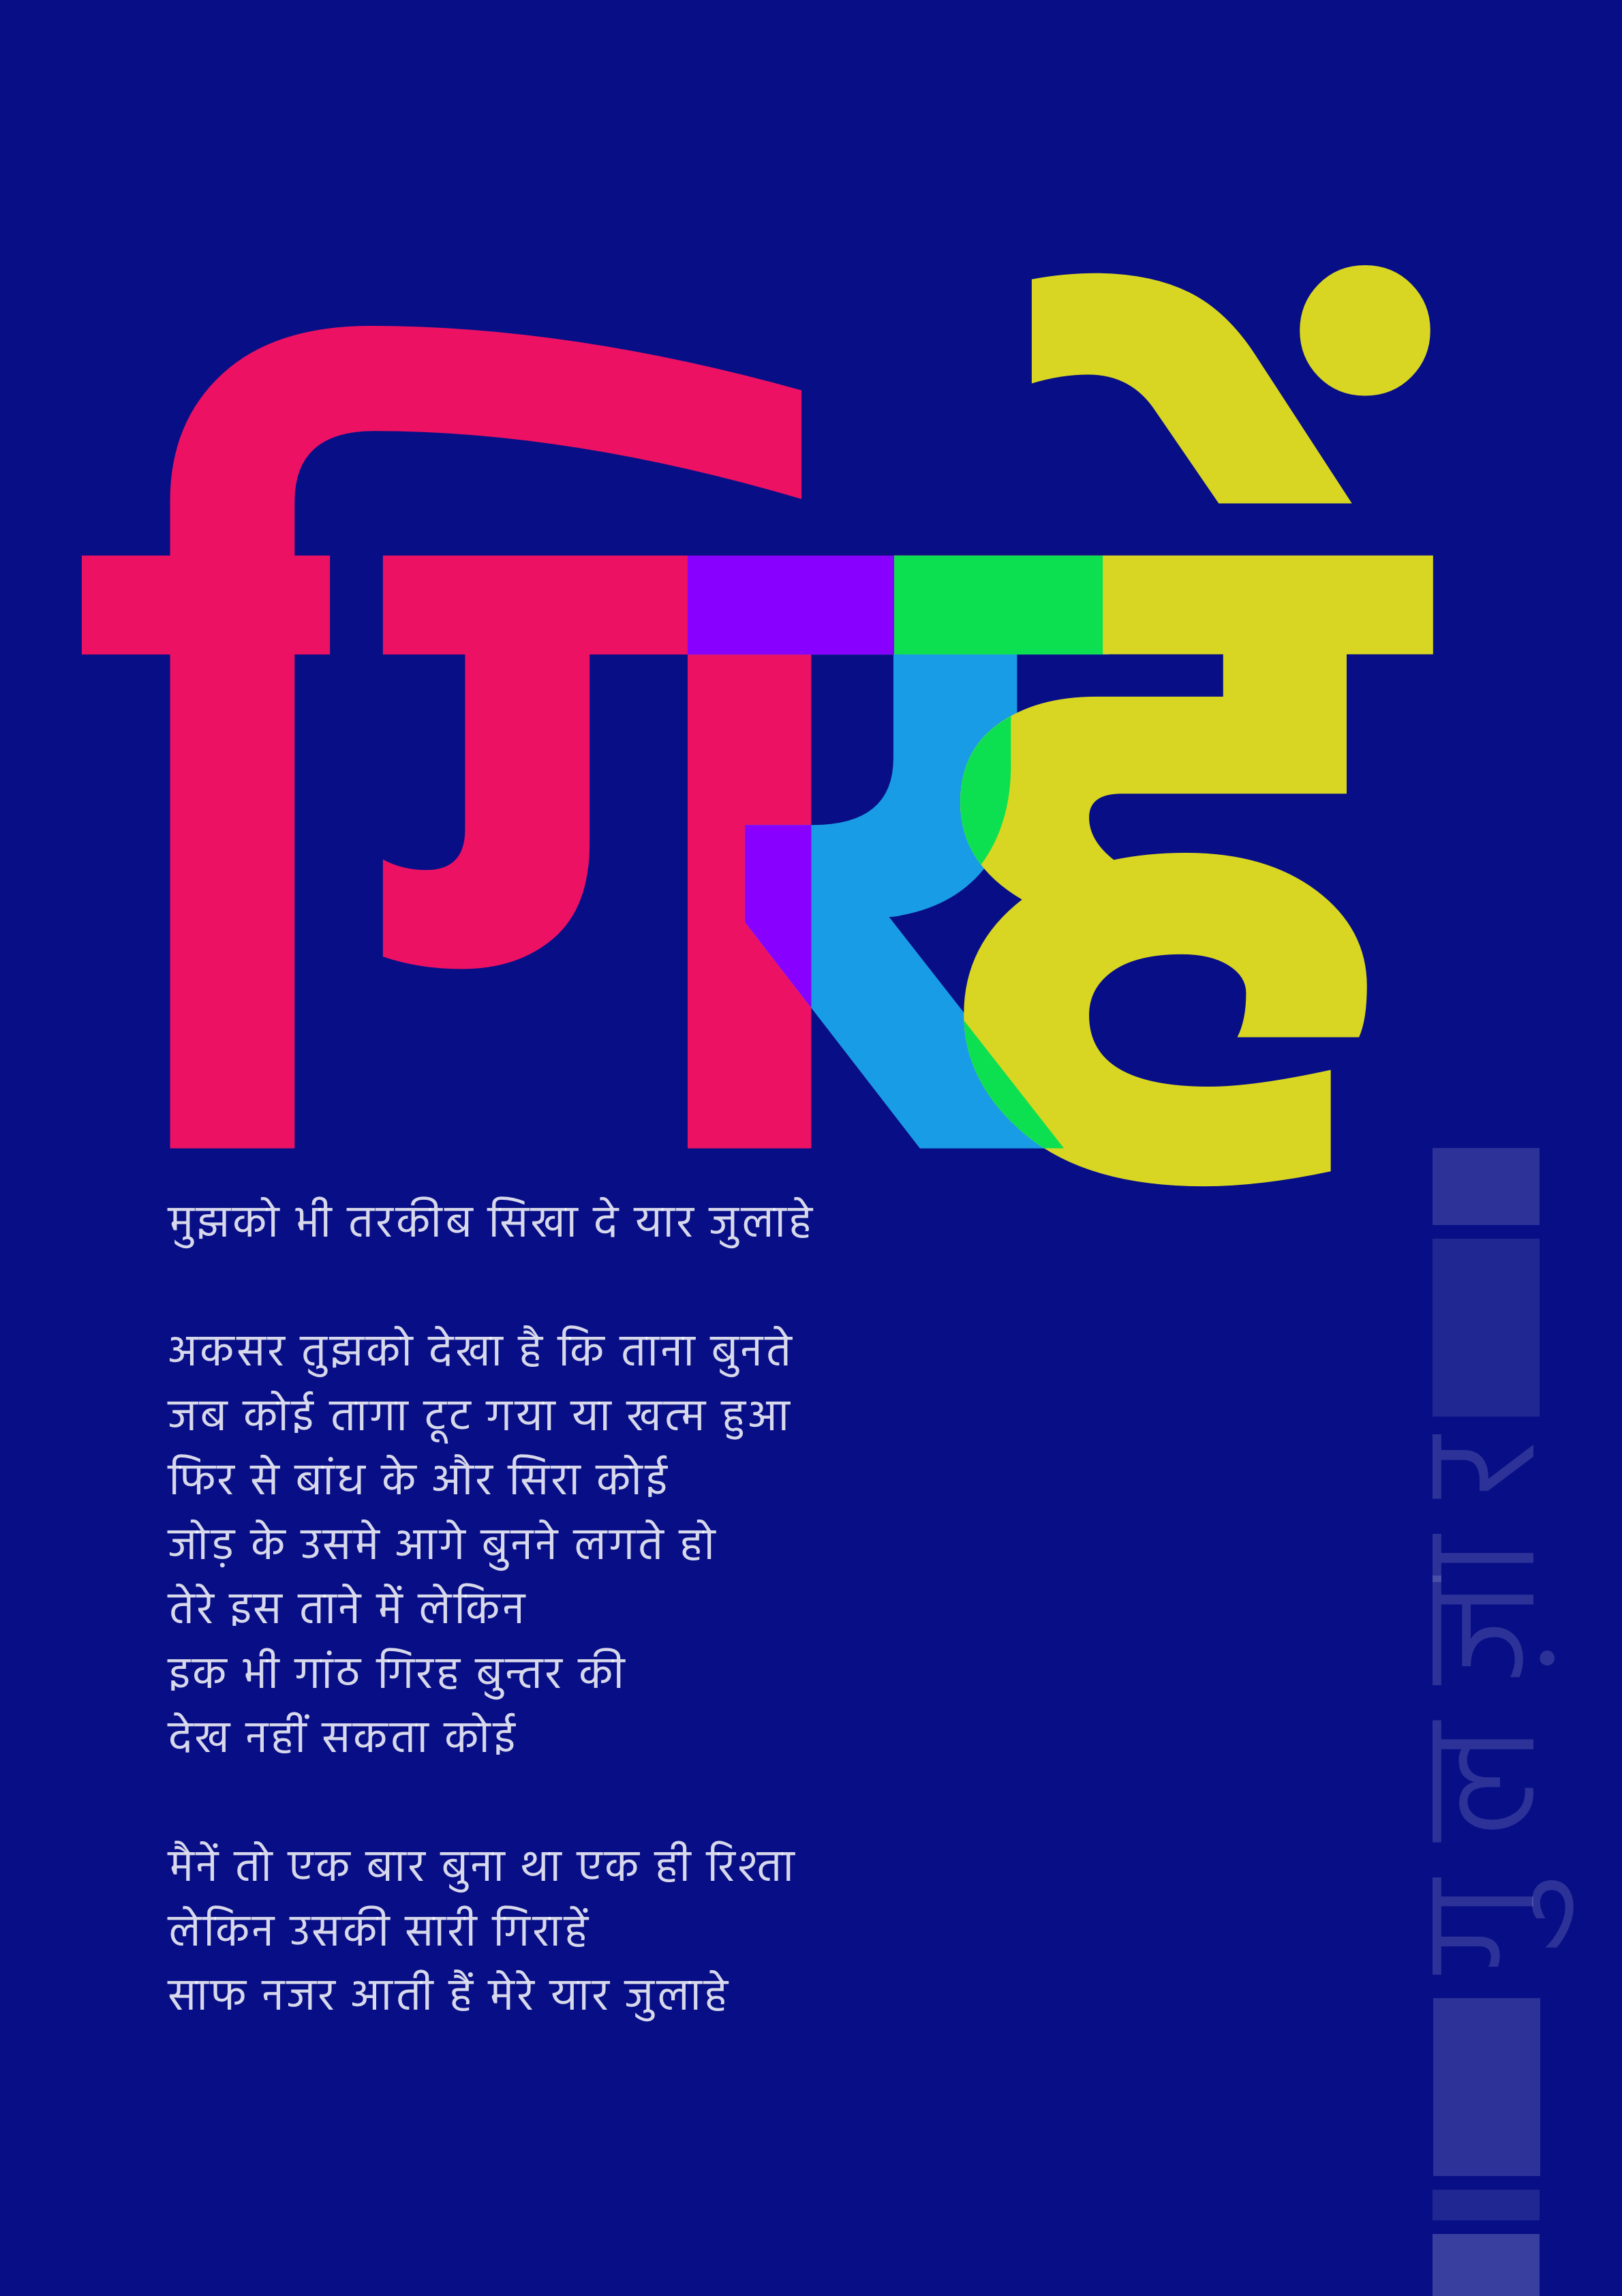 गिरहें
मुझको भी तरकीब सिखा दे यार जुलाहे
अकसर तुझको देखा है कि ताना बुनते
जब कोई तागा टूट गया या खत्म हुआ
फिर से बांध के और सिरा कोई
जोड़ के उसमे आगे बुनने लगते हो
तेरे इस ताने में लेकिन
इक भी गांठ गिरह बुन्तर की
देख नहीं सकता कोई
मैनें तो एक बार बुना था एक ही रिश्ता
लेकिन उसकी सारी गिराहें
साफ नजर आती हैं मेरे यार जुलाहे
गु ल ज़ा र